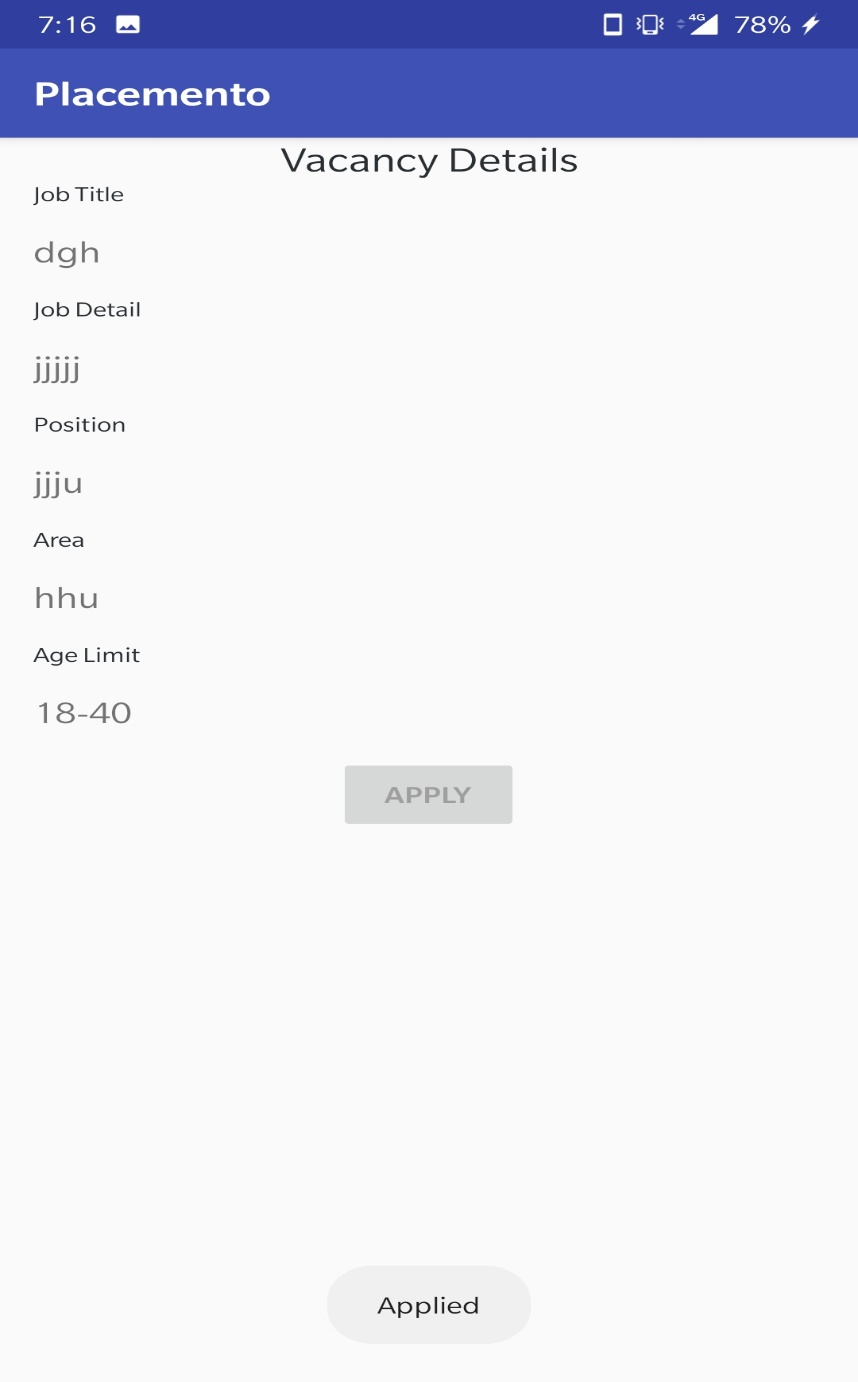 7:16 4G 78%
Placemento
Vacancy Details
Job Title
dgh
Job Detail
jjjjj
Position
jjju
Area
hhu
Age Limit
18-40
APPLY
Applied